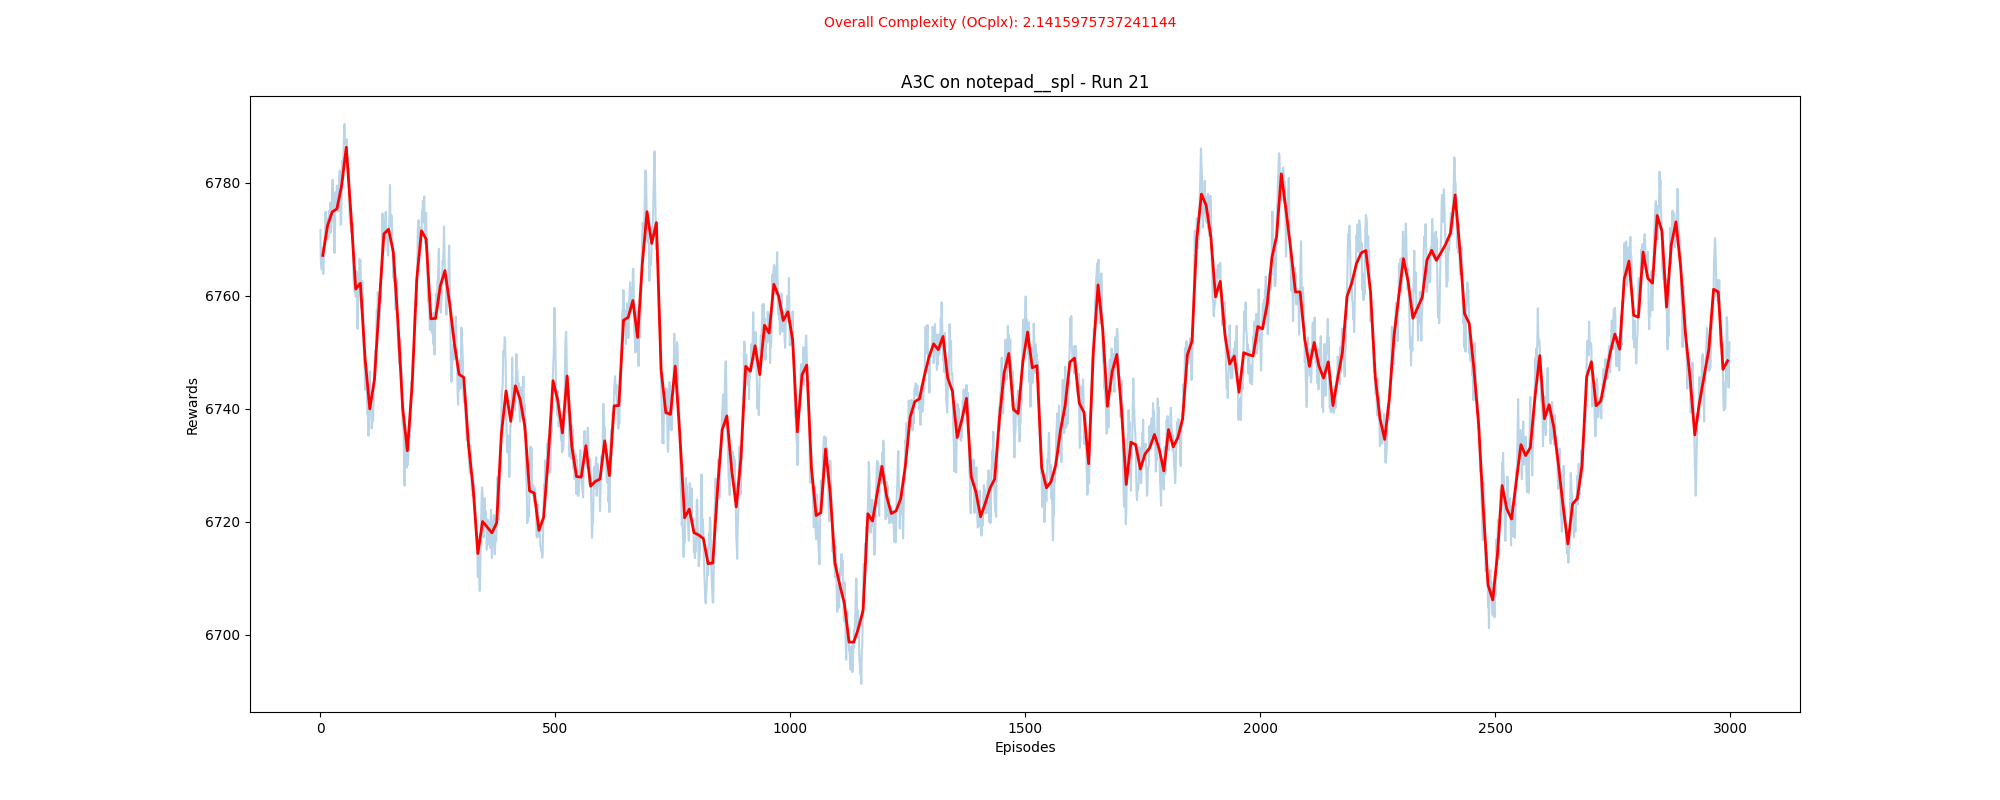 Overall Complexity (OCplx): 2.1415975737241144
A3C on notepad__spl - Run 21
6780
6760
6740
6720
6700
Rewards
0 500 1000 1500 2000 2500 3000
Episodes